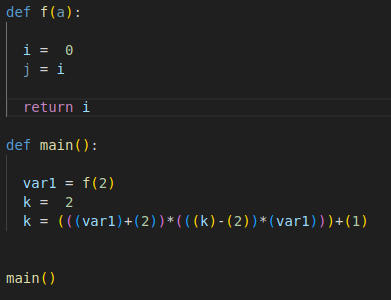 def f(a):
i =  0
j = i
return i
def main():
var1 = f(2)
k =  2
k = (((var1)+(2))*(((k)-(2))*(var1)))+(1)
main()